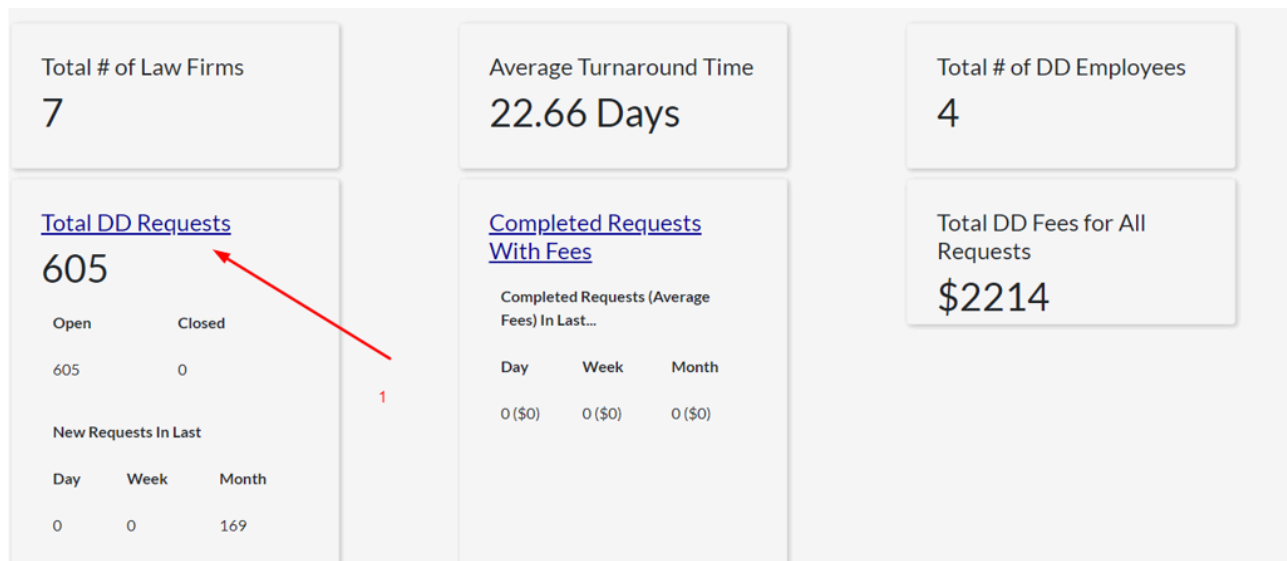 Total # of Law Firms
7
Average Turnaround Time
22.66 Days
Total # of DD Employees
4
Total DD Requests
605
Open Closed
605 0
New Requests In Last
Day Week Month
0 0 169
1
Completed Requests
With Fees
Completed Requests (Average
Fees) In Last...
Day Week Month
0 ($0) 0 ($0) 0 ($0)
Total DD Fees for All
Requests
$2214